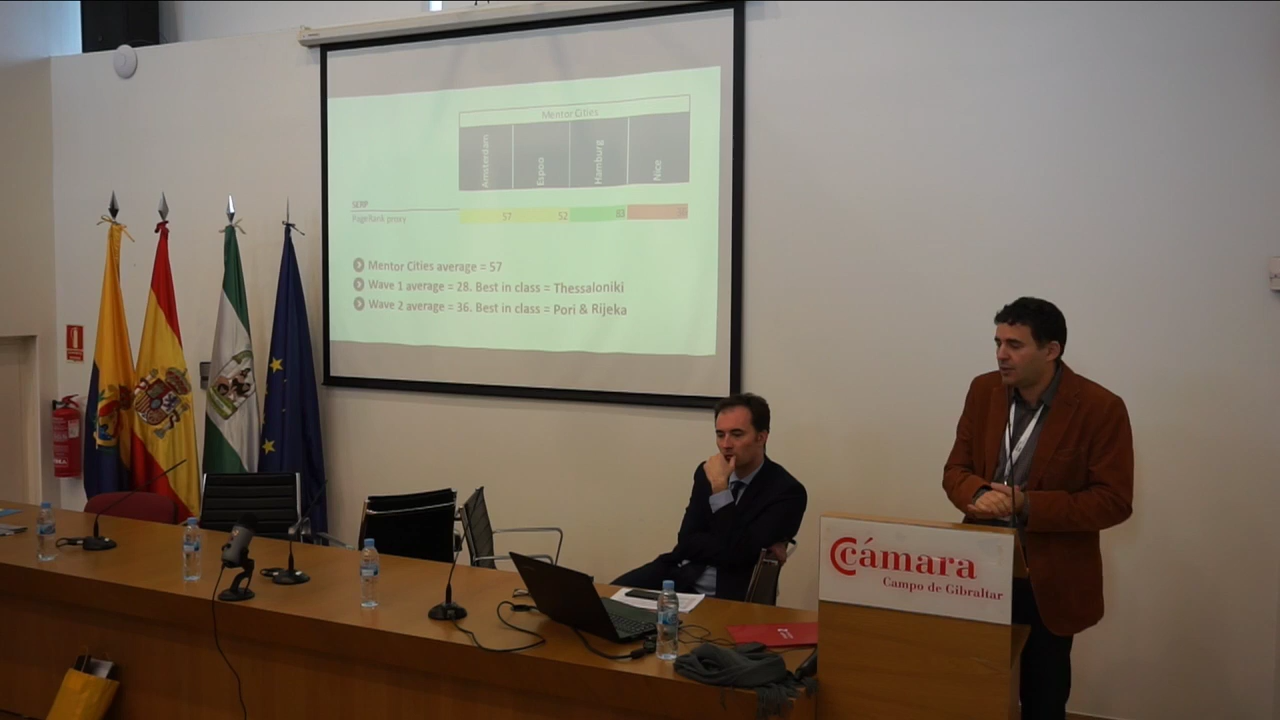 Mentor Cities
Amsterdam
Espoo
Hamburg
Nice
SERP
PageRank proxy
57
52
83
Mentor Cities average = 57
Wave 1 average = 28. Best in class = Thessaloniki
Wave 2 average = 36. Best in class = Pori & Rijeka
cámara
Campo de Gibraltar